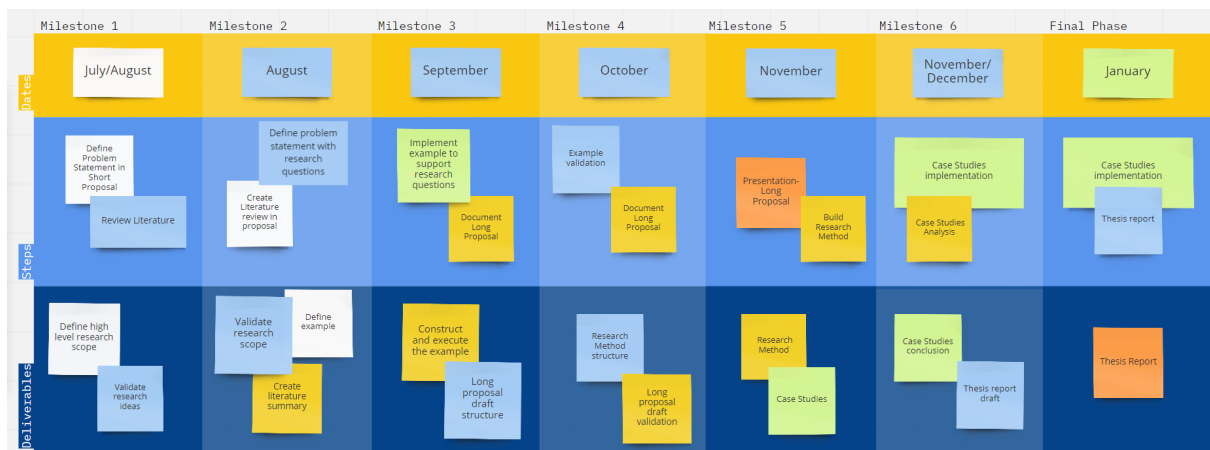 Milestone 1
Milestone 2
Milestone 3
Milestone 4
Milestone 5
Milestone 6
Final Phase
Dates
July/August
August
September
October
November
November/
December
January
Steps
Define
Problem
Statement in
Short
Proposal
Review Literature
Define problem
statement with
research
questions
Create
Literature
review in
proposal
Implement
example to
support
research
questions
Document
Long
Proposal
Example
validation
Document
Long
Proposal
Presentation-
Long
Proposal
Build
Research
Method
Case Studies
implementation
Case Studies
Analysis
Case Studies
implementation
Thesis report
Deliverables
Define high
level research
scope
Validate
research
ideas
Validate
research
scope
Define
example
Create
literature
summary
Construct
and execute
the example
Long
proposal
draft
structure
Research
Method
structure
Long
proposal
draft
validation
Research
Method
Case Studies
Case Studies
conclusion
Thesis report
draft
Thesis Report